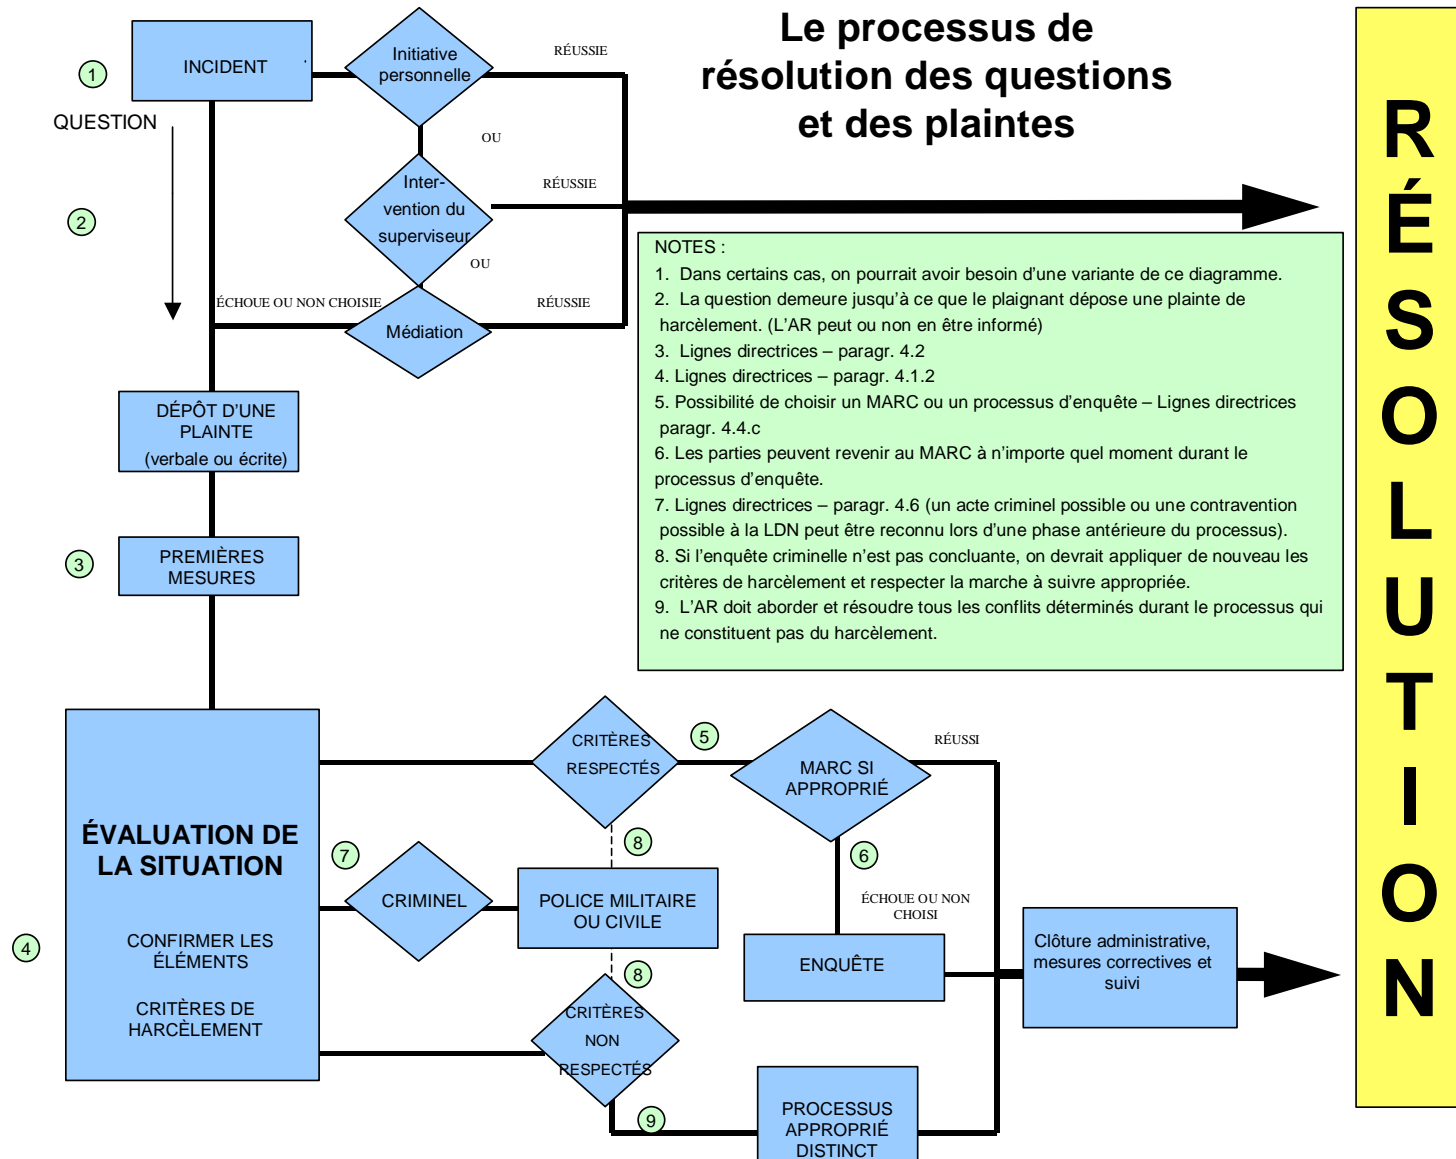 Le processus de
résolution des questions
et des plaintes
1
INCIDENT
Initiative
personnelle
RÉUSSIE
QUESTION
OU
2
Inter-
vention du
superviseur
RÉUSSIE
OU
ÉCHOUE OU NON CHOISIE
Médiation
RÉUSSIE
NOTES :
1. Dans certains cas, on pourrait avoir besoin d’une variante de ce diagramme.
2. La question demeure jusqu’à ce que le plaignant dépose une plainte de
harcèlement. (L’AR peut ou non en être informé)
3. Lignes directrices – paragr. 4.2
4. Lignes directrices – paragr. 4.1.2
5. Possibilité de choisir un MARC ou un processus d’enquête – Lignes directrices
paragr. 4.4.c
6. Les parties peuvent revenir au MARC à n’importe quel moment durant le
processus d’enquête.
7. Lignes directrices – paragr. 4.6 (un acte criminel possible ou une contravention
possible à la LDN peut être reconnu lors d’une phase antérieure du processus).
8. Si l’enquête criminelle n’est pas concluante, on devrait appliquer de nouveau les
critères de harcèlement et respecter la marche à suivre appropriée.
9. L’AR doit aborder et résoudre tous les conflits déterminés durant le processus qui
ne constituent pas du harcèlement.
DÉPÔT D’UNE
PLAINTE
(verbale ou écrite)
3
PREMIÈRES
MESURES
4
ÉVALUATION DE
LA SITUATION
CONFIRMER LES
ÉLÉMENTS
CRITÈRES DE
HARCÈLEMENT
CRITÈRES
RESPECTÉS
5
MARC SI
APPROPRIÉ
RÉUSSI
7
CRIMINEL
8
POLICE MILITAIRE
OU CIVILE
6
ÉCHOUE OU NON
CHOISI
8
ENQUÊTE
CRITÈRES
NON
RESPECTÉS
9
PROCESSUS
APPROPRIÉ
DISTINCT
Clôture administrative,
mesures correctives et
suivi
R
É
S
O
L
U
T
I
O
N